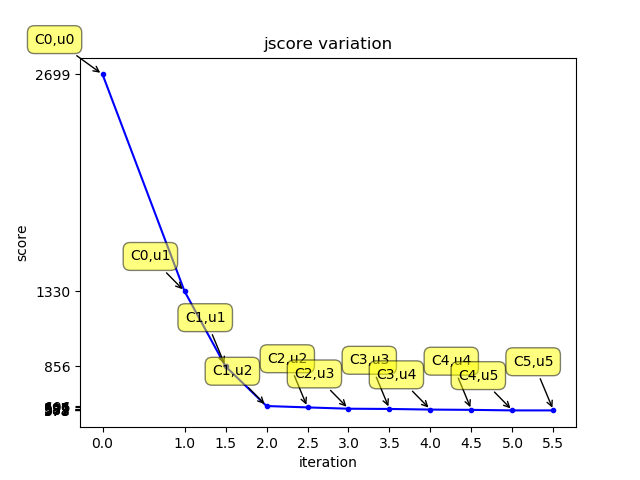 jscore variation
C0,u0
C0,u1
C1,u1
C1,u2
C2,u2
C2,u3
C3,u3
C3,u4
C4,u4
C4,u5
C5,u5
score
2699
1330
856
0.0 1.0 1.5 2.0 2.5 3.0 3.5 4.0 4.5 5.0 5.5
iteration